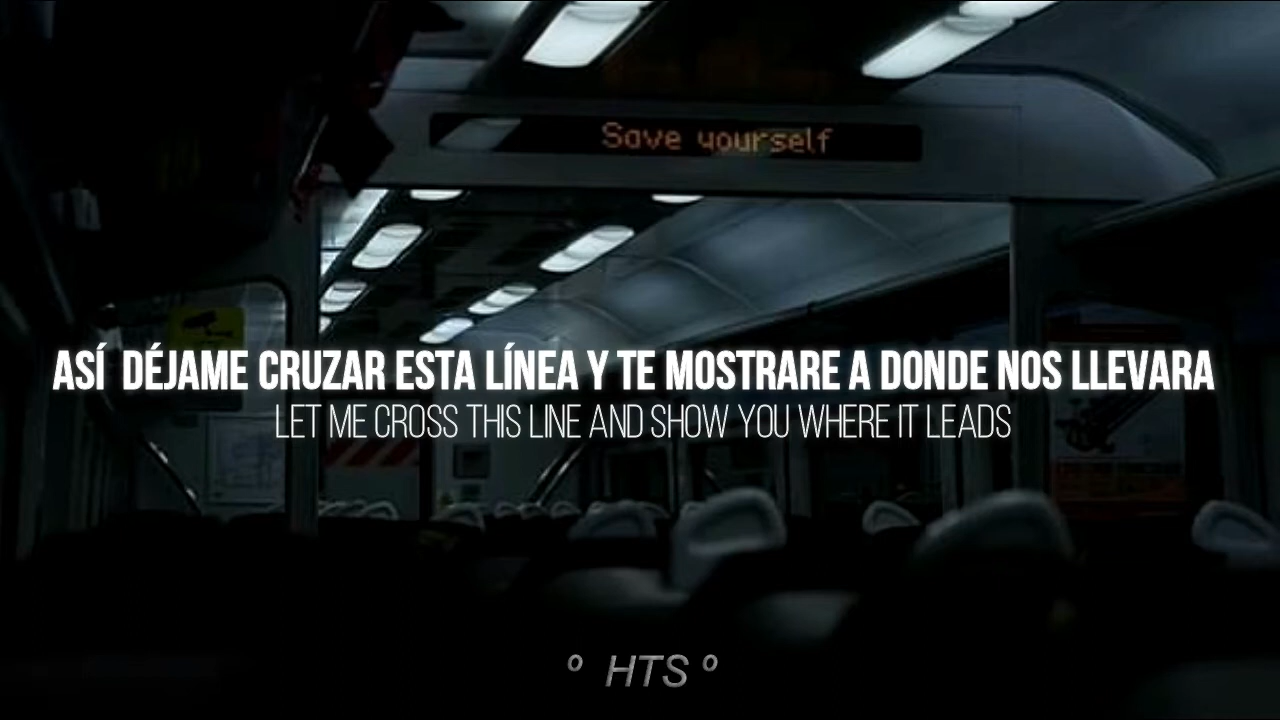 Save yourself
ASÍ DÉJAME CRUZAR ESTA LÍNEA Y TE MOSTRARE A DONDE NOS LLEVARA
LET ME CROSS THIS LINE AND SHOW YOU WHERE IT LEADS
º HTS º